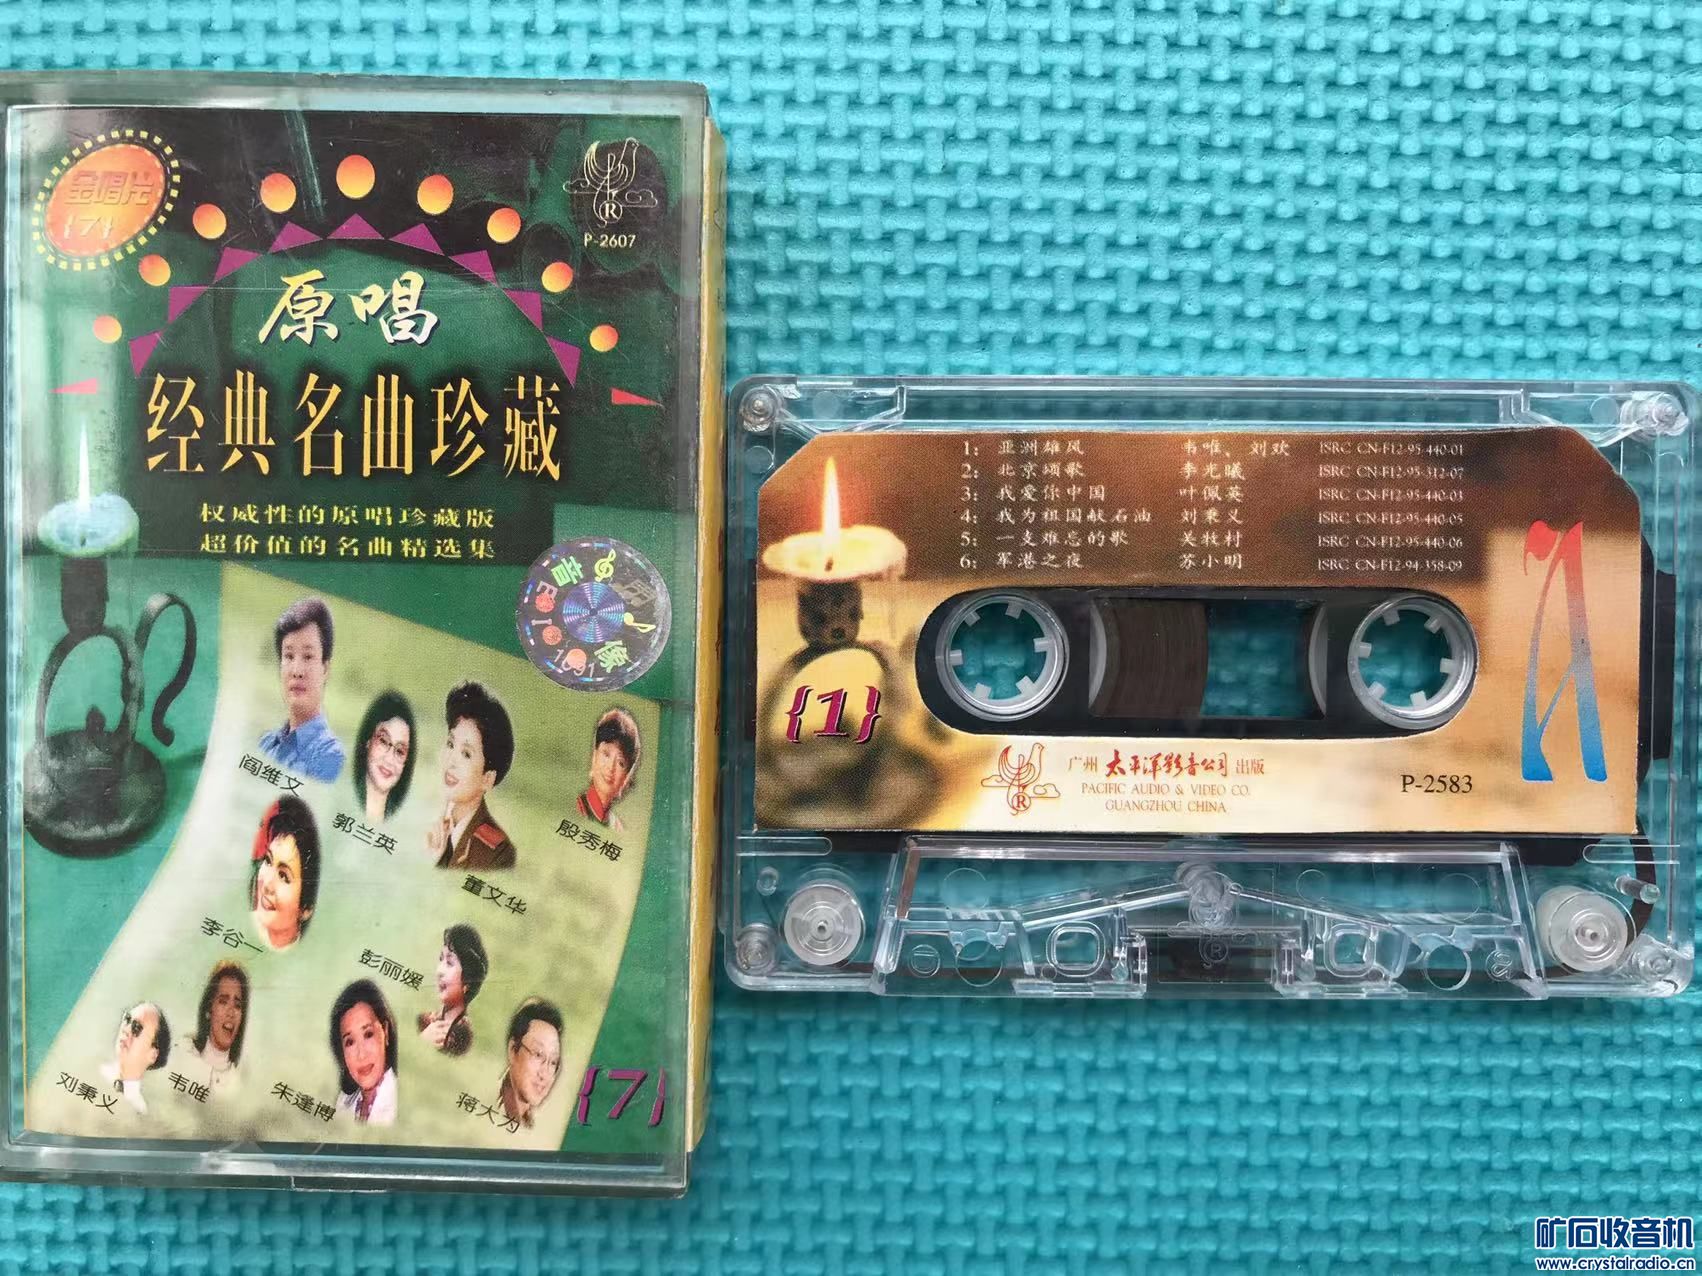 金唱片
{7}
R
P-2607
原唱
经典名曲珍藏
权威性的原唱珍藏版
超价值的名曲精选集
音像
1991
阎维文
郭兰英
董文华
殷秀梅
李谷一
彭丽媛
刘秉义
韦唯
朱逢博
蒋大为
{7}
1: 亚洲雄风 韦唯、刘欢 ISRC CN-F12-95-440-01
2: 北京颂歌 李光曦 ISRC CN-F12-95-312-07
3: 我爱你中国 叶佩英 ISRC CN-F12-95-440-03
4: 我为祖国献石油 刘秉义 ISRC CN-F12-95-440-05
5: 一支难忘的歌 关牧村 ISRC CN-F12-95-440-06
6: 军港之夜 苏小明 ISRC CN-F12-94-358-09
{1}
A
R
广州太平洋影音公司出版
PACIFIC AUDIO & VIDEO CO.
GUANGZHOU CHINA
P-2583
矿石收音机
www.crystalradio.cn